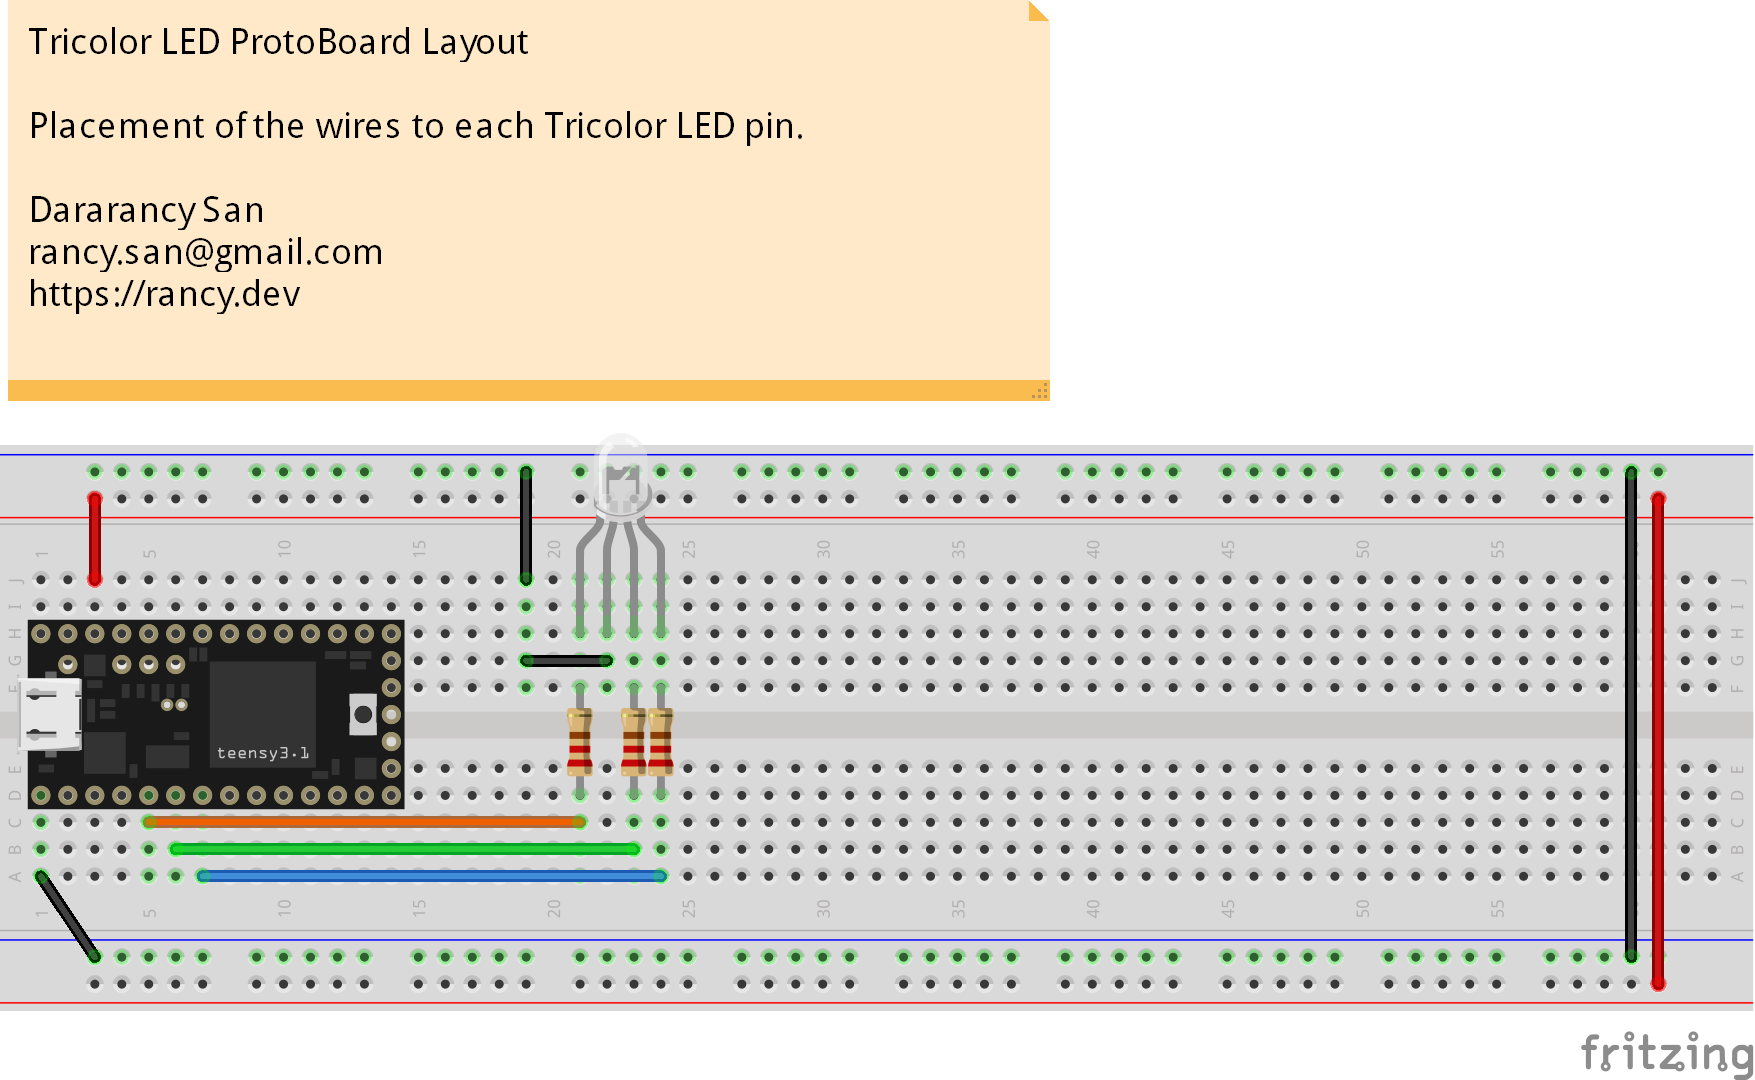 Tricolor LED ProtoBoard Layout
Placement of the wires to each Tricolor LED pin.
Dararancy San
rancy.san@gmail.com
https://rancy.dev
1 5 10 15 20 25 30 35 40 45 50 55
J J
I I
H H
G G
F F
teensy3.1
E E
D D
C C
B B
A A
1 5 10 15 20 25 30 35 40 45 50 55
fritzing